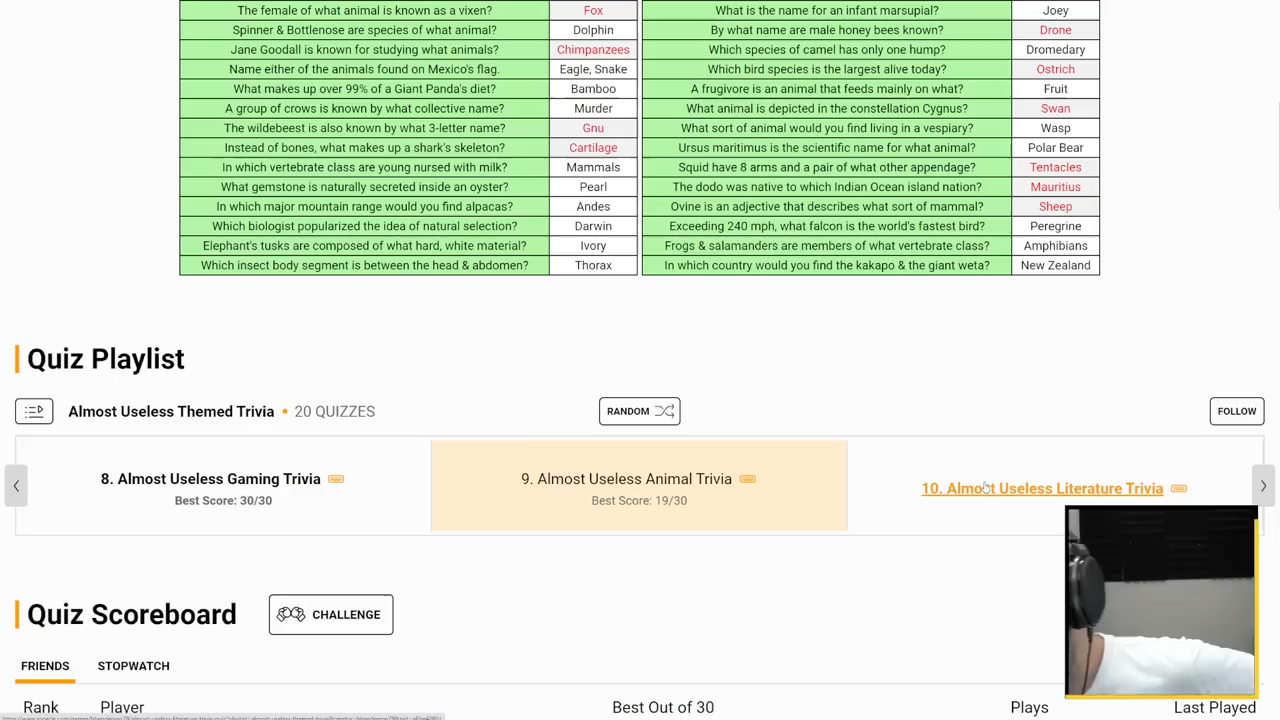 The female of what animal is known as a vixen? Fox What is the name for an infant marsupial? Joey
Spinner & Bottlenose are species of what animal? Dolphin By what name are male honey bees known? Drone
Jane Goodall is known for studying what animals? Chimpanzees Which species of camel has only one hump? Dromedary
Name either of the animals found on Mexico's flag. Eagle, Snake Which bird species is the largest alive today? Ostrich
What makes up over 99% of a Giant Panda's diet? Bamboo A frugivore is an animal that feeds mainly on what? Fruit
A group of crows is known by what collective name? Murder What animal is depicted in the constellation Cygnus? Swan
The wildebeest is also known by what 3-letter name? Gnu What sort of animal would you find living in a vespiary? Wasp
Instead of bones, what makes up a shark's skeleton? Cartilage Ursus maritimus is the scientific name for what animal? Polar Bear
In which vertebrate class are young nursed with milk? Mammals Squid have 8 arms and a pair of what other appendage? Tentacles
What gemstone is naturally secreted inside an oyster? Pearl The dodo was native to which Indian Ocean island nation? Mauritius
In which major mountain range would you find alpacas? Andes Ovine is an adjective that describes what sort of mammal? Sheep
Which biologist popularized the idea of natural selection? Darwin Exceeding 240 mph, what falcon is the world's fastest bird? Peregrine
Elephant's tusks are composed of what hard, white material? Ivory Frogs & salamanders are members of what vertebrate class? Amphibians
Which insect body segment is between the head & abdomen? Thorax In which country would you find the kakapo & the giant weta? New Zealand
Quiz Playlist
Almost Useless Themed Trivia • 20 QUIZZES RANDOM FOLLOW
8. Almost Useless Gaming Trivia 9. Almost Useless Animal Trivia 10. Almost Useless Literature Trivia
Best Score: 30/30 Best Score: 19/30
Quiz Scoreboard CHALLENGE
FRIENDS STOPWATCH
Rank Player Best Out of 30 Plays Last Played